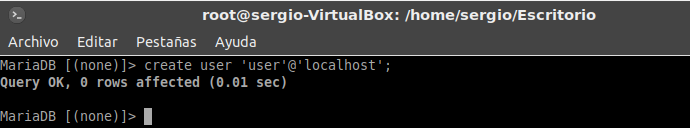 root@sergio-VirtualBox: /home/sergio/Escritorio
Archivo Editar Pestañas Ayuda
MariaDB [(none)]> create user 'user'@'localhost';
Query OK, 0 rows affected (0.01 sec)
MariaDB [(none)]>